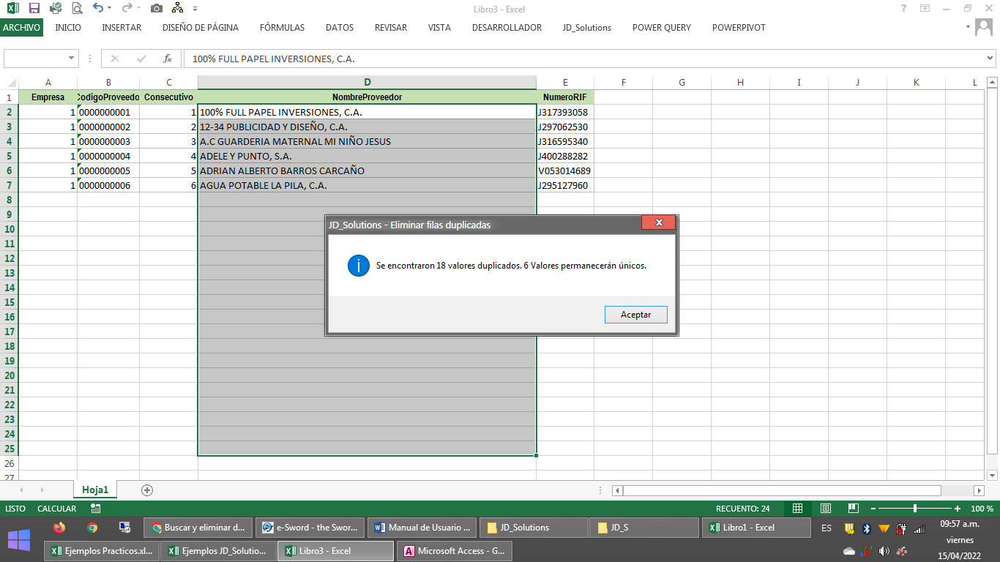 Libro3 - Excel
ARCHIVO INICIO INSERTAR DISEÑO DE PÁGINA FÓRMULAS DATOS REVISAR VISTA DESARROLLADOR JD_Solutions POWER QUERY POWERPIVOT
fx 100% FULL PAPEL INVERSIONES, C.A.
A B C D E F G H I J K L
1 Empresa CodigoProveedo Consecutivo NombreProveedor NumeroRIF
2 1 0000000001 1 100% FULL PAPEL INVERSIONES, C.A. J317393058
3 1 0000000002 2 12-34 PUBLICIDAD Y DISEÑO, C.A. J297062530
4 1 0000000003 3 A.C GUARDERIA MATERNAL MI NIÑO JESUS J316595340
5 1 0000000004 4 ADELE Y PUNTO, S.A. J400288282
6 1 0000000005 5 ADRIAN ALBERTO BARROS CARCAÑO V053014689
7 1 0000000006 6 AGUA POTABLE LA PILA, C.A. J295127960
8
9
10
11
12
13
14
15
16
17
18
19
20
21
22
23
24
25
26
27
JD_Solutions - Eliminar filas duplicadas
Se encontraron 18 valores duplicados. 6 Valores permanecerán únicos.
Aceptar
Hoja1
LISTO CALCULAR RECUENTO: 24 100 %
Buscar y eliminar d... e-Sword - the Swor... Manual de Usuario ... JD_Solutions JD_S Libro1 - Excel ES 09:57 a.m.
viernes
Ejemplos Practicos.xl... Ejemplos JD_Solutio... Libro3 - Excel Microsoft Access - G... 15/04/2022